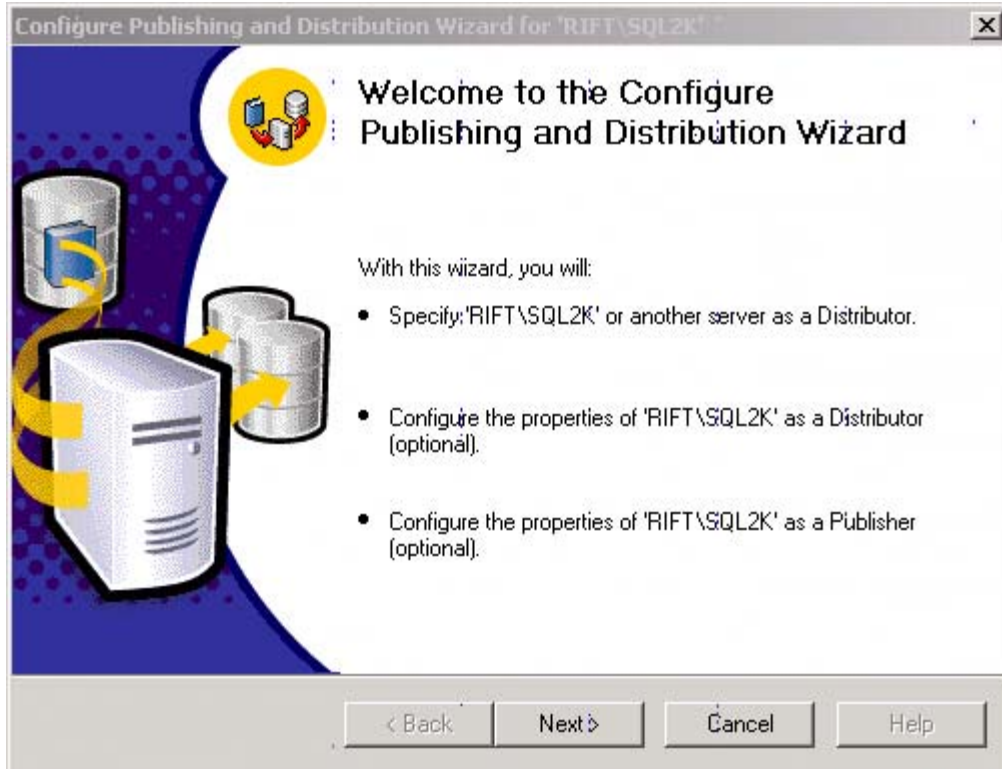 Configure Publishing and Distribution Wizard for 'RIFT\SQL2K'
Welcome to the Configure
Publishing and Distribution Wizard
With this wizard, you will:
• Specify 'RIFT\SQL2K' or another server as a Distributor.
• Configure the properties of 'RIFT\SQL2K' as a Distributor
(optional).
• Configure the properties of 'RIFT\SQL2K' as a Publisher
(optional).
< Back
Next >
Cancel
Help